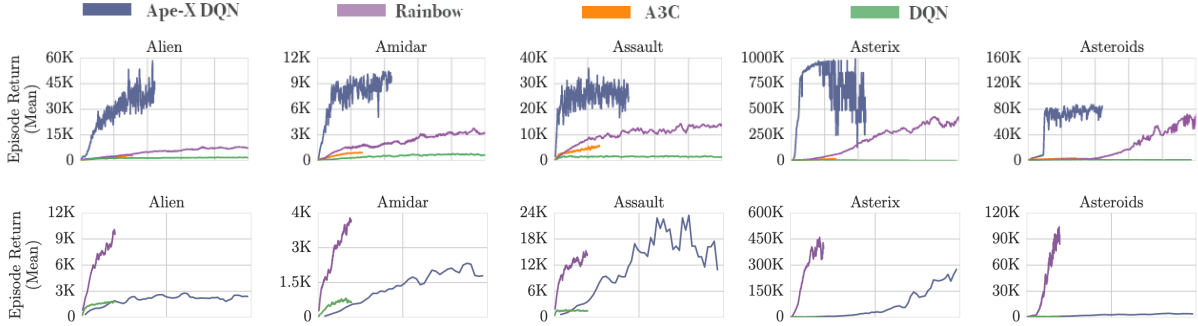 Ape-X DQN Rainbow A3C DQN
Alien Amidar Assault Asterix Asteroids
60K 12K 40K 1000K 160K
45K 9K 30K 750K 120K
30K 6K 20K 500K 80K
15K 3K 10K 250K 40K
0 0 0 0 0
Episode Return
(Mean)
Alien Amidar Assault Asterix Asteroids
12K 4K 24K 600K 120K
9K 3K 18K 450K 90K
6K 1.5K 12K 300K 60K
3K 1K 6K 150K 30K
0 0 0 0 0
Episode Return
(Mean)